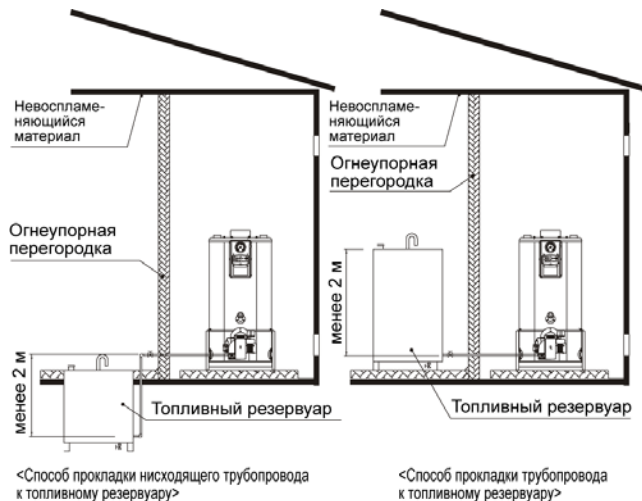 Невоспламе-
няющийся
материал
Огнеупорная
перегородка
менее 2 м
Топливный резервуар
<Способ прокладки нисходящего трубопровода
к топливному резервуару>
Невоспламе-
няющийся
материал
Огнеупорная
перегородка
менее 2 м
Топливный резервуар
<Способ прокладки трубопровода
к топливному резервуару>